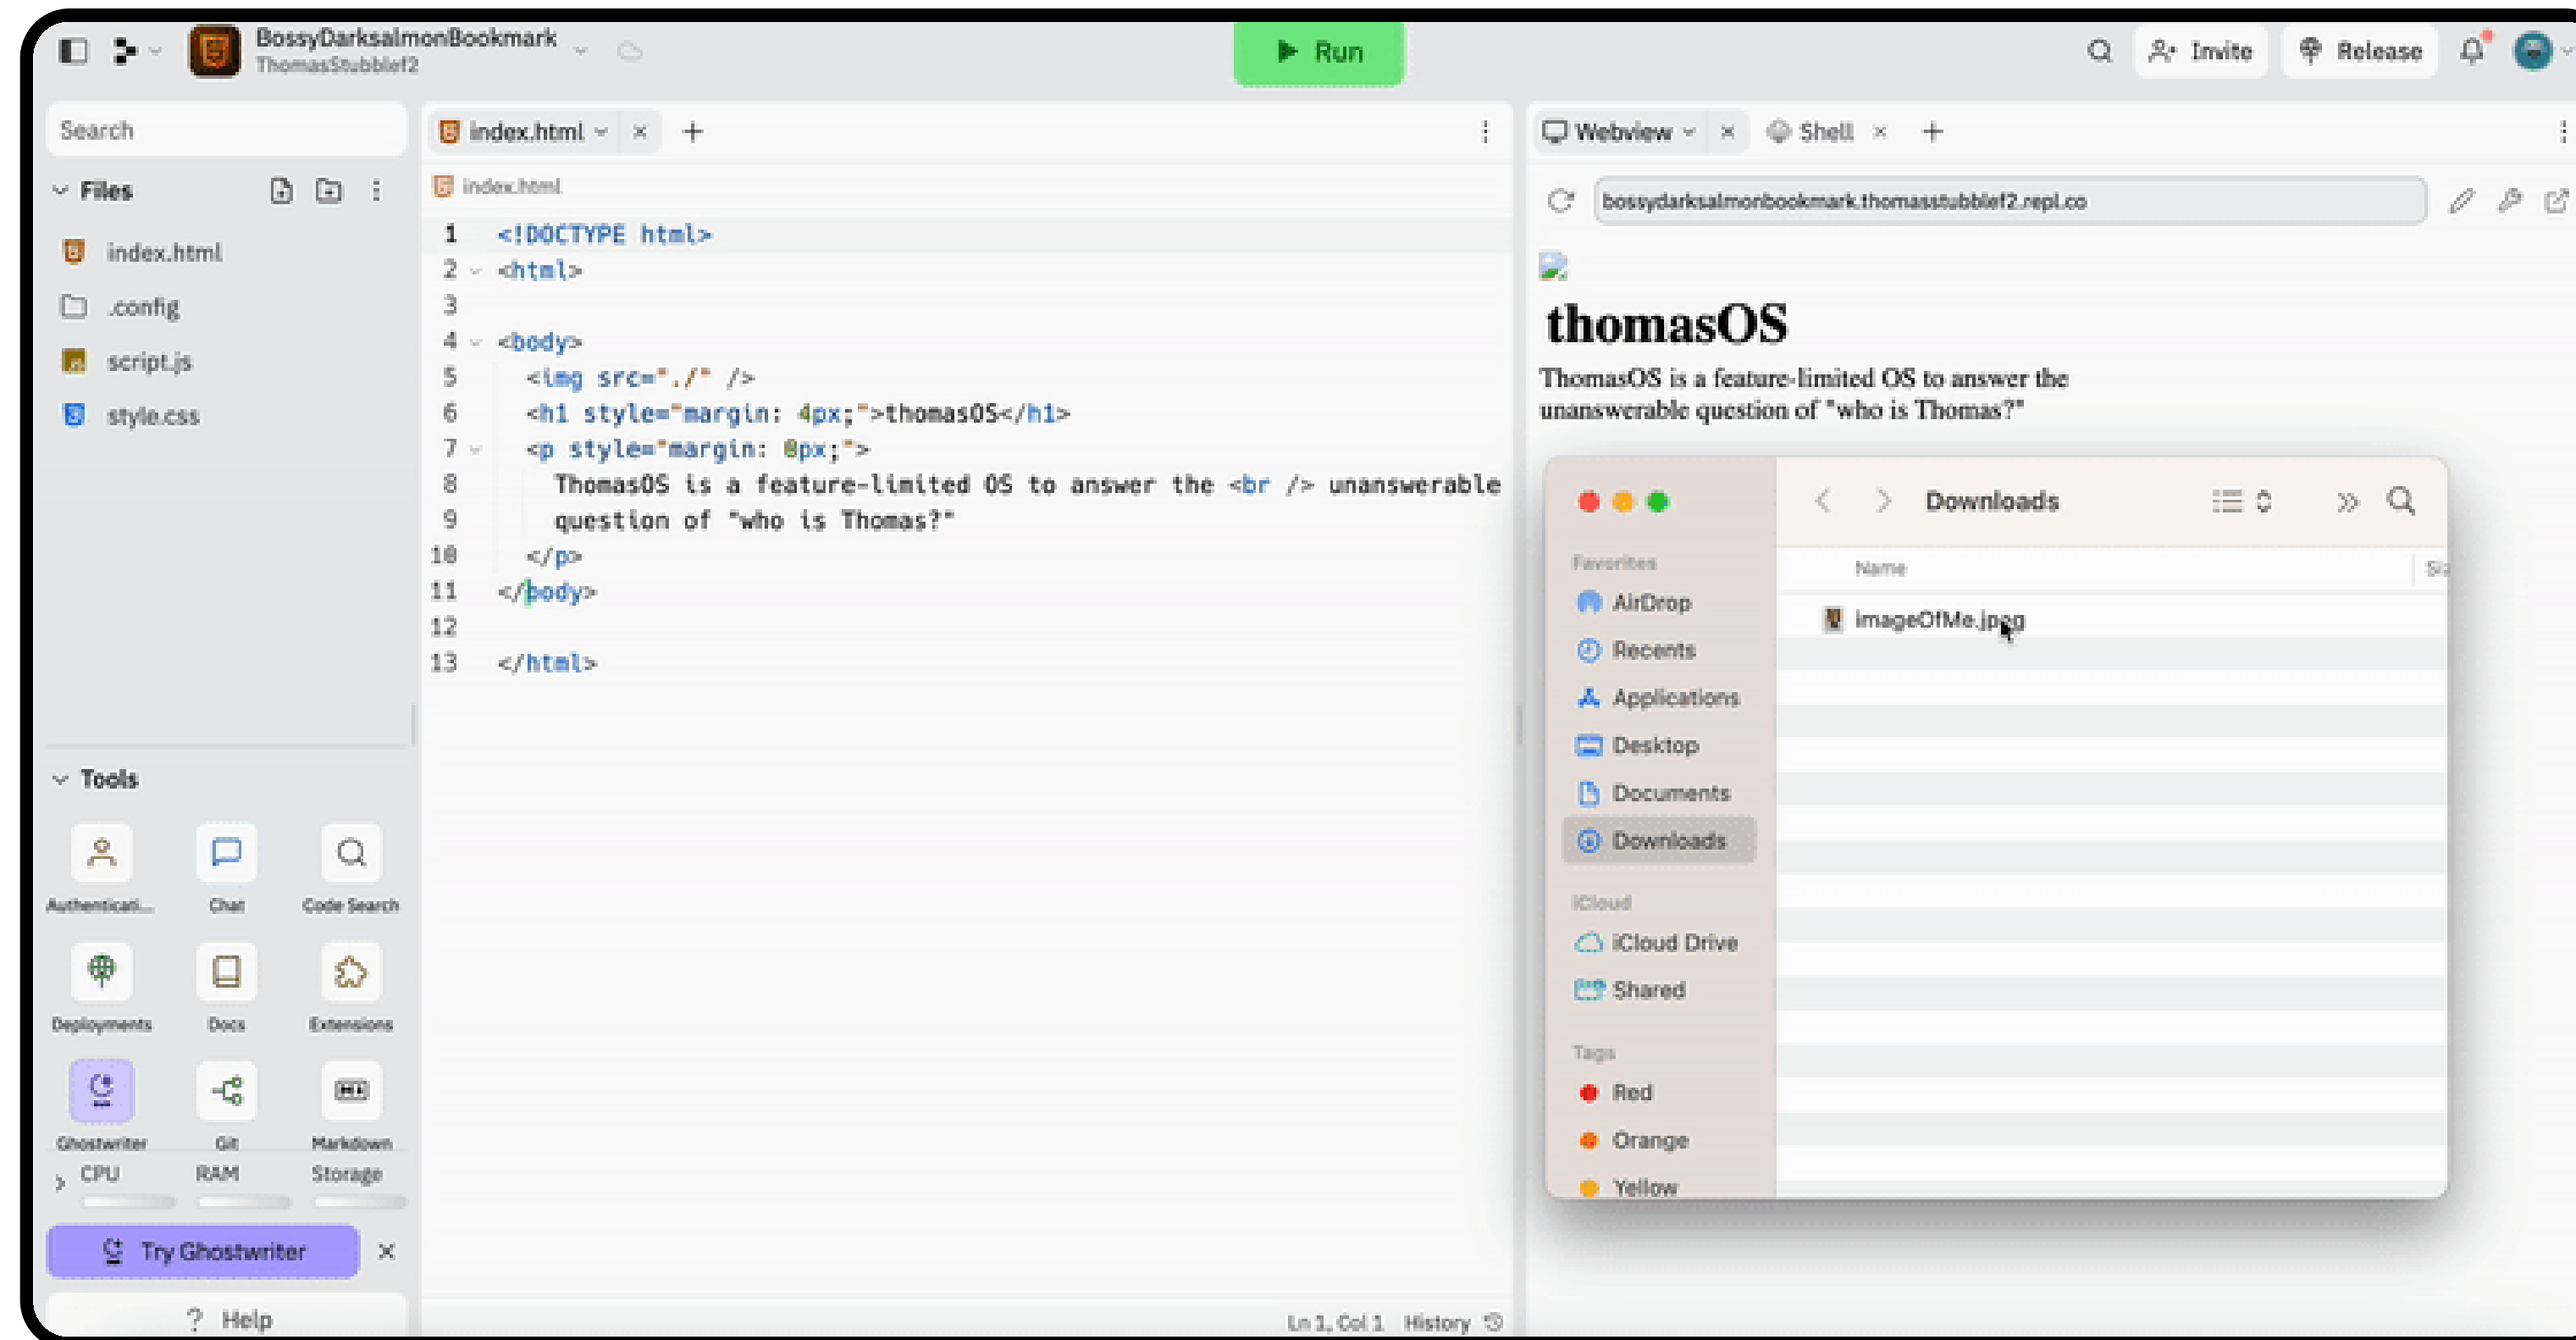 BossyDarksalmonBookmark
ThomasStubblef2
Run
Invite
Release
Search
Files
index.html
.config
script.js
style.css
Tools
Authenticati...
Chat
Code Search
Deployments
Docs
Extensions
Ghostwriter
Git
Markdown
CPU
RAM
Storage
Try Ghostwriter
? Help
index.html
index.html
1 <!DOCTYPE html>
2 <html>
3
4 <body>
5 <img src="./" />
6 <h1 style="margin: 4px;">thomasOS</h1>
7 <p style="margin: 0px;">
8 ThomasOS is a feature-limited OS to answer the <br /> unanswerable
9 question of "who is Thomas?"
10 </p>
11 </body>
12
13 </html>
Ln 1, Col 1 History
Webview
Shell
bossydarksalmonbookmark.thomasstubblef2.repl.co
thomasOS
ThomasOS is a feature-limited OS to answer the
unanswerable question of "who is Thomas?"
Downloads
Favorites
AirDrop
Recents
Applications
Desktop
Documents
Downloads
iCloud
iCloud Drive
Shared
Tags
Red
Orange
Yellow
Name
imageOfMe.jpeg